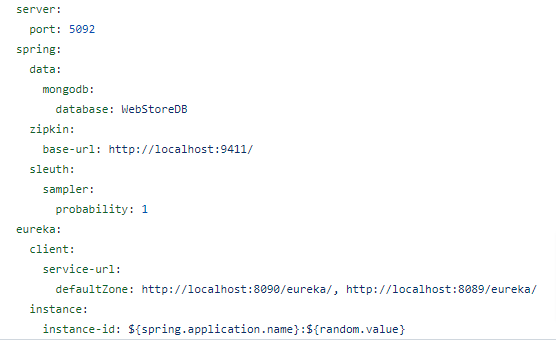 server:
  port: 5092
spring:
  data:
    mongodb:
      database: WebStoreDB
  zipkin:
    base-url: http://localhost:9411/
  sleuth:
    sampler:
      probability: 1
eureka:
  client:
    service-url:
      defaultZone: http://localhost:8090/eureka/, http://localhost:8089/eureka/
  instance:
    instance-id: ${spring.application.name}:${random.value}